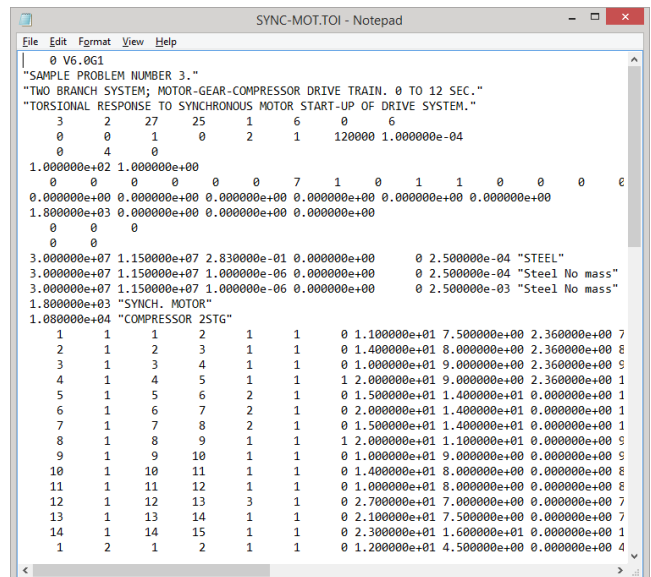 SYNC-MOT.TOI - Notepad
File Edit Format View Help
0 V6.0G1
"SAMPLE PROBLEM NUMBER 3."
"TWO BRANCH SYSTEM; MOTOR-GEAR-COMPRESSOR DRIVE TRAIN. 0 TO 12 SEC."
"TORSIONAL RESPONSE TO SYNCHRONOUS MOTOR START-UP OF DRIVE SYSTEM."
3 2 27 25 1 6 0 6
0 0 1 0 2 1 120000 1.000000e-04
0 4 0
1.000000e+02 1.000000e+00
0 0 0 0 0 0 7 1 0 1 1 0 0 0 0
0.000000e+00 0.000000e+00 0.000000e+00 0.000000e+00 0.000000e+00 0.000000e+00
1.800000e+03 0.000000e+00 0.000000e+00 0.000000e+00
0 0 0
0 0
3.000000e+07 1.150000e+07 2.830000e-01 0.000000e+00 0 2.500000e-04 "STEEL"
3.000000e+07 1.150000e+07 1.000000e-06 0.000000e+00 0 2.500000e-04 "Steel No mass"
3.000000e+07 1.150000e+07 1.000000e-06 0.000000e+00 0 2.500000e-03 "Steel No mass"
1.800000e+03 "SYNCH. MOTOR"
1.080000e+04 "COMPRESSOR 2STG"
1 1 1 2 1 1 0 1.100000e+01 7.500000e+00 2.360000e+00 7
2 1 2 3 1 1 0 1.400000e+01 8.000000e+00 2.360000e+00 8
3 1 3 4 1 1 0 1.000000e+01 9.000000e+00 2.360000e+00 9
4 1 4 5 1 1 1 2.000000e+01 9.000000e+00 2.360000e+00 1
5 1 5 6 2 1 0 1.500000e+01 1.400000e+01 0.000000e+00 1
6 1 6 7 2 1 0 2.000000e+01 1.400000e+01 0.000000e+00 1
7 1 7 8 2 1 0 1.500000e+01 1.400000e+01 0.000000e+00 1
8 1 8 9 1 1 1 2.000000e+01 1.100000e+01 0.000000e+00 9
9 1 9 10 1 1 0 1.000000e+01 9.000000e+00 0.000000e+00 9
10 1 10 11 1 1 0 1.400000e+01 8.000000e+00 0.000000e+00 8
11 1 11 12 1 1 0 1.000000e+01 8.000000e+00 0.000000e+00 8
12 1 12 13 3 1 0 2.700000e+01 7.000000e+00 0.000000e+00 7
13 1 13 14 1 1 0 2.100000e+01 7.500000e+00 0.000000e+00 7
14 1 14 15 1 1 0 2.300000e+01 1.600000e+01 0.000000e+00 1
1 2 1 2 1 1 0 1.200000e+01 4.500000e+00 0.000000e+00 4